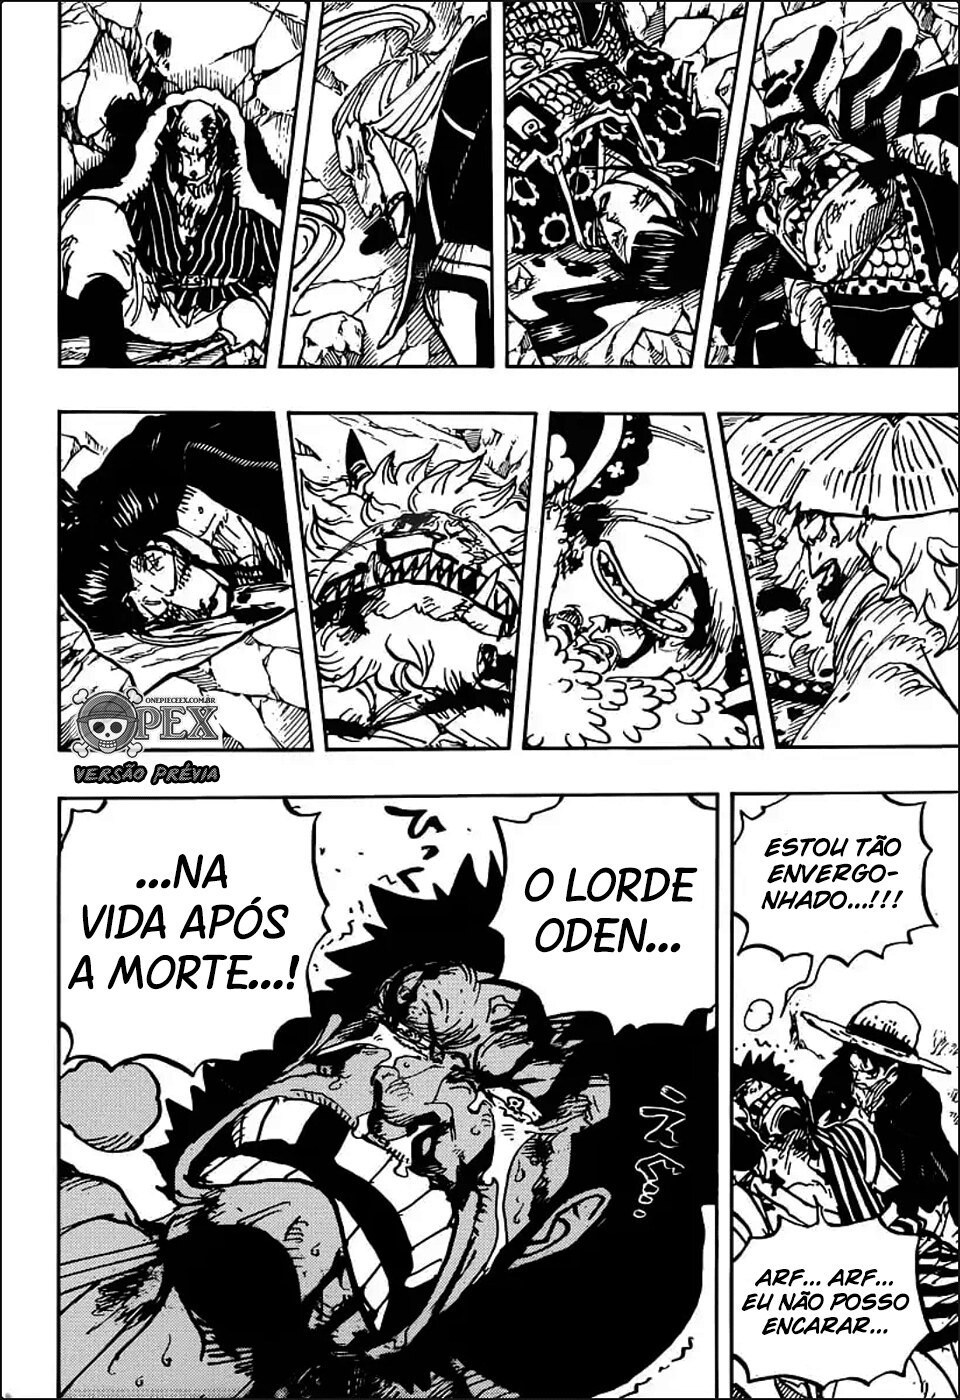 ONEPIECEEX.COM.BR
OPEX
VERSÃO PRÉVIA
ESTOU TÃO
ENVERGO-
NHADO...!!!
ARF... ARF...
EU NÃO POSSO
ENCARAR...
O LORDE
ODEN...
...NA
VIDA APÓS
A MORTE...!